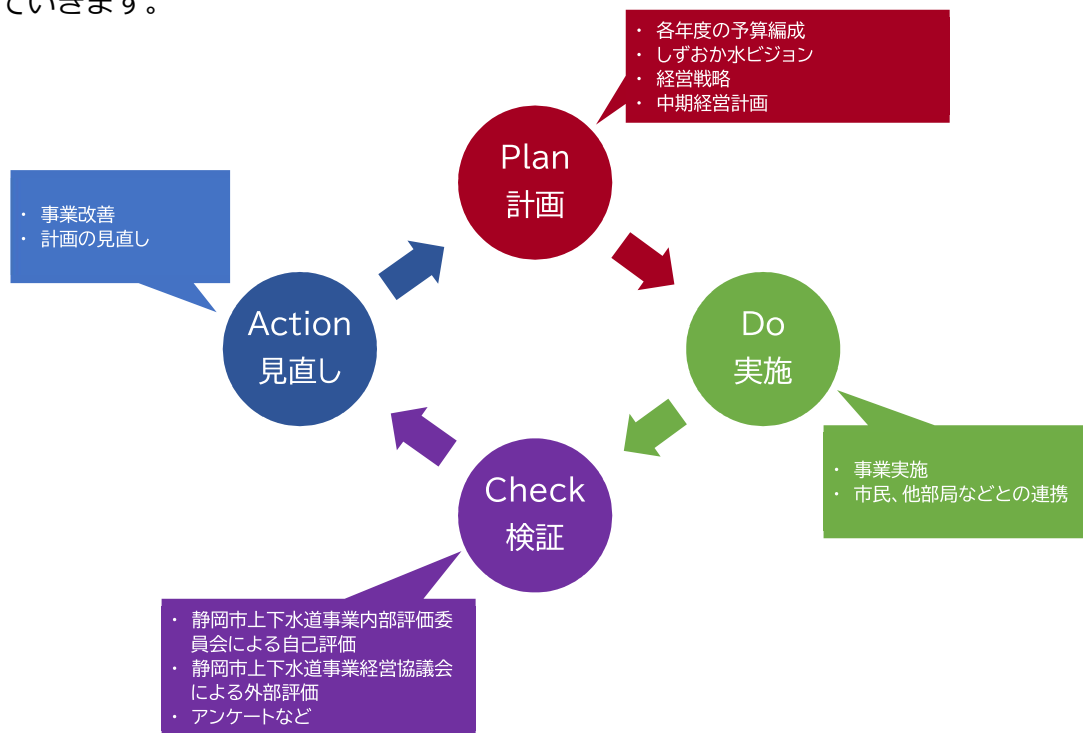 ていきます。
・ 各年度の予算編成
・ しずおか水ビジョン
・ 経営戦略
・ 中期経営計画
Plan
計画
・ 事業改善
・ 計画の見直し
Action
見直し
Do
実施
・ 事業実施
・ 市民、他部局などとの連携
Check
検証
・ 静岡市上下水道事業内部評価委
員会による自己評価
・ 静岡市上下水道事業経営協議会
による外部評価
・ アンケートなど